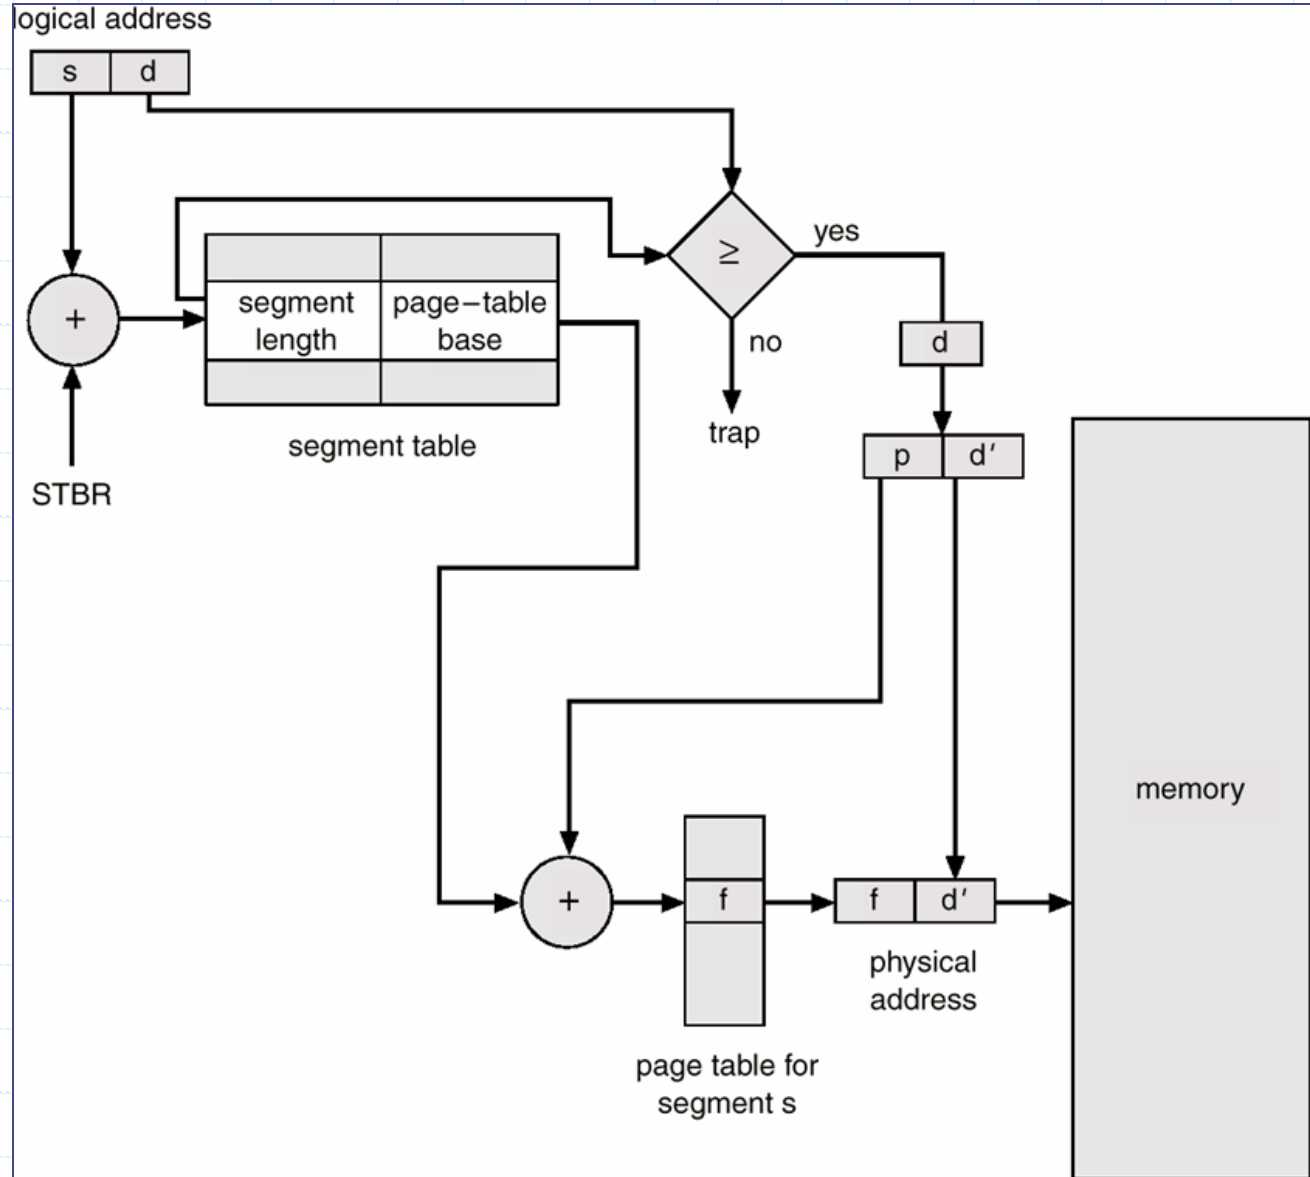 logical address
s d
≥
yes
segment length
page–table base
+
d
no
trap
segment table
p d′
STBR
memory
+
f
f d′
physical
address
page table for
segment s